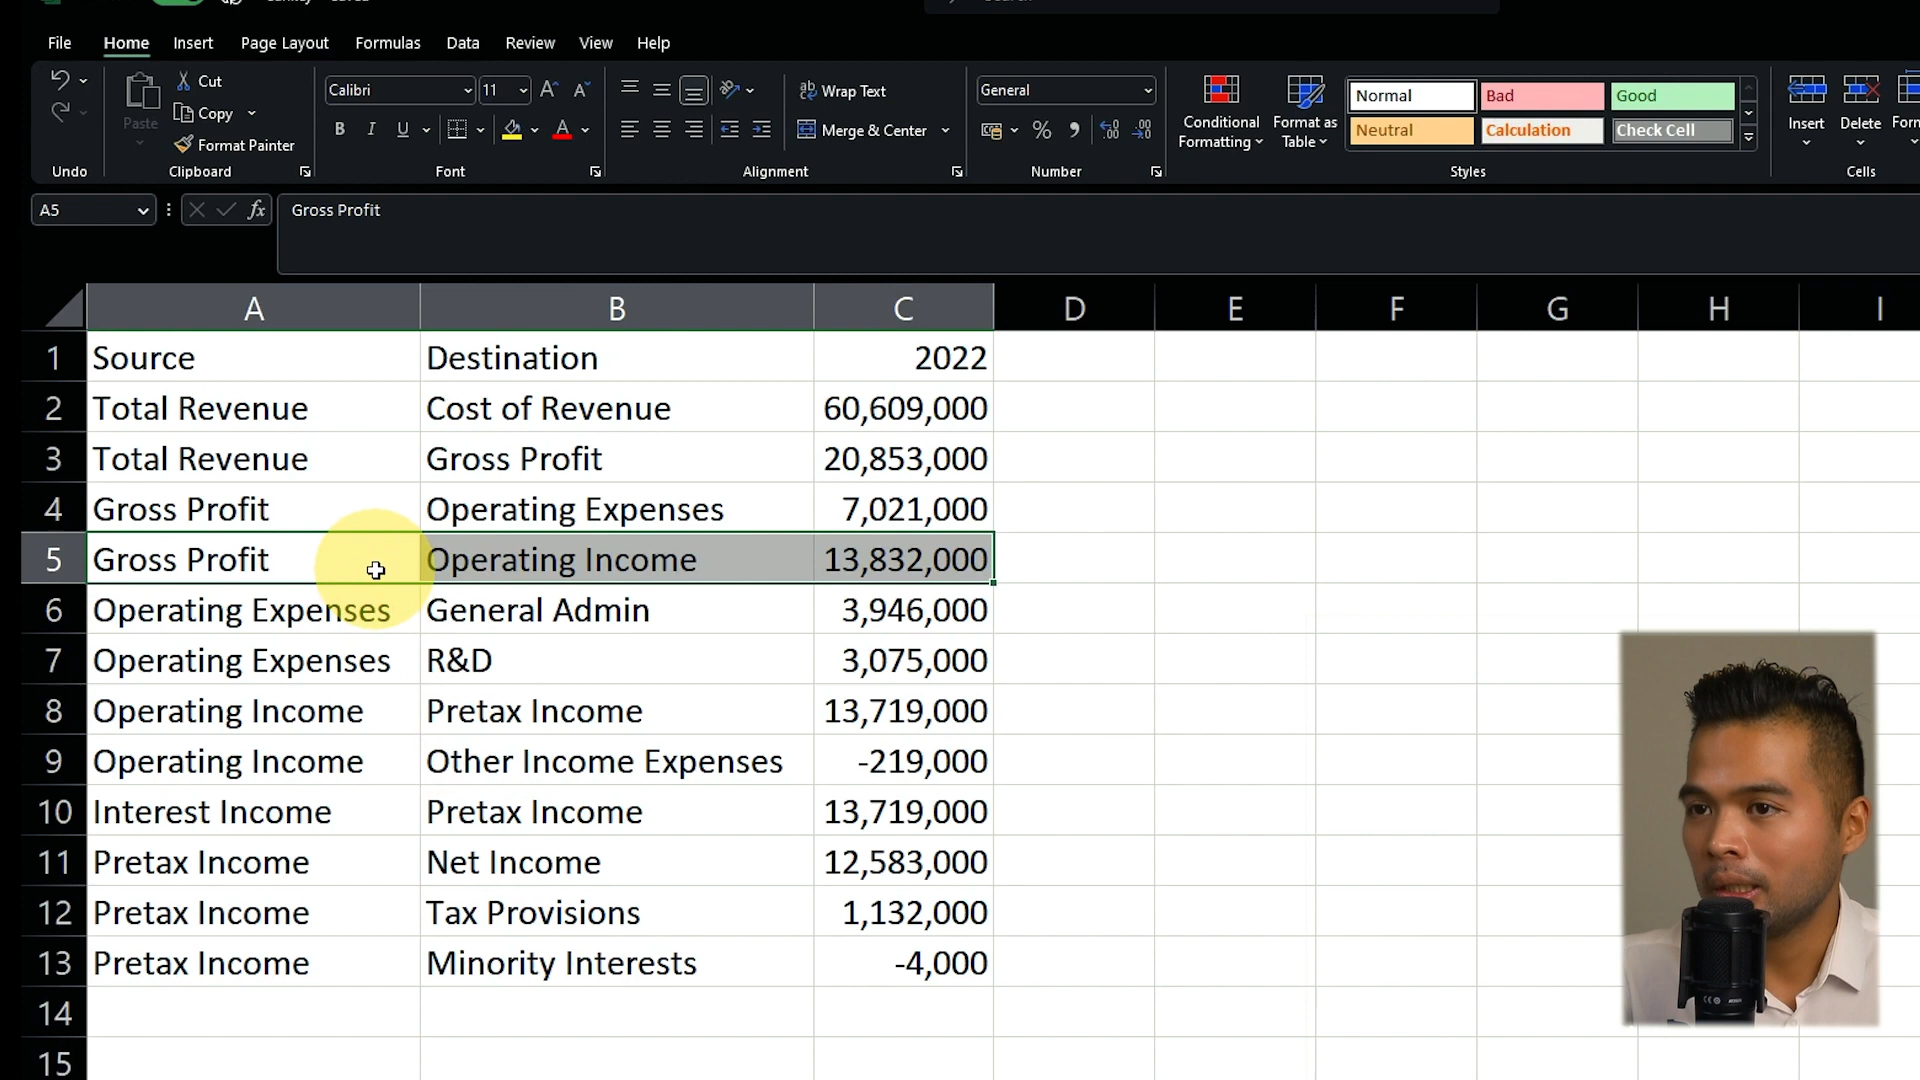 File Home Insert Page Layout Formulas Data Review View Help
Cut
Copy
Paste
Format Painter
Undo
Clipboard
Calibri
11
B I U
Font
Wrap Text
Merge & Center
Alignment
General
Number
Conditional
Formatting
Format as
Table
Normal
Bad
Good
Neutral
Calculation
Check Cell
Styles
Insert
Delete
Cells
A5
fx
Gross Profit
A B C D E F G H I
1 Source Destination 2022
2 Total Revenue Cost of Revenue 60,609,000
3 Total Revenue Gross Profit 20,853,000
4 Gross Profit Operating Expenses 7,021,000
5 Gross Profit Operating Income 13,832,000
6 Operating Expenses General Admin 3,946,000
7 Operating Expenses R&D 3,075,000
8 Operating Income Pretax Income 13,719,000
9 Operating Income Other Income Expenses -219,000
10 Interest Income Pretax Income 13,719,000
11 Pretax Income Net Income 12,583,000
12 Pretax Income Tax Provisions 1,132,000
13 Pretax Income Minority Interests -4,000
14
15